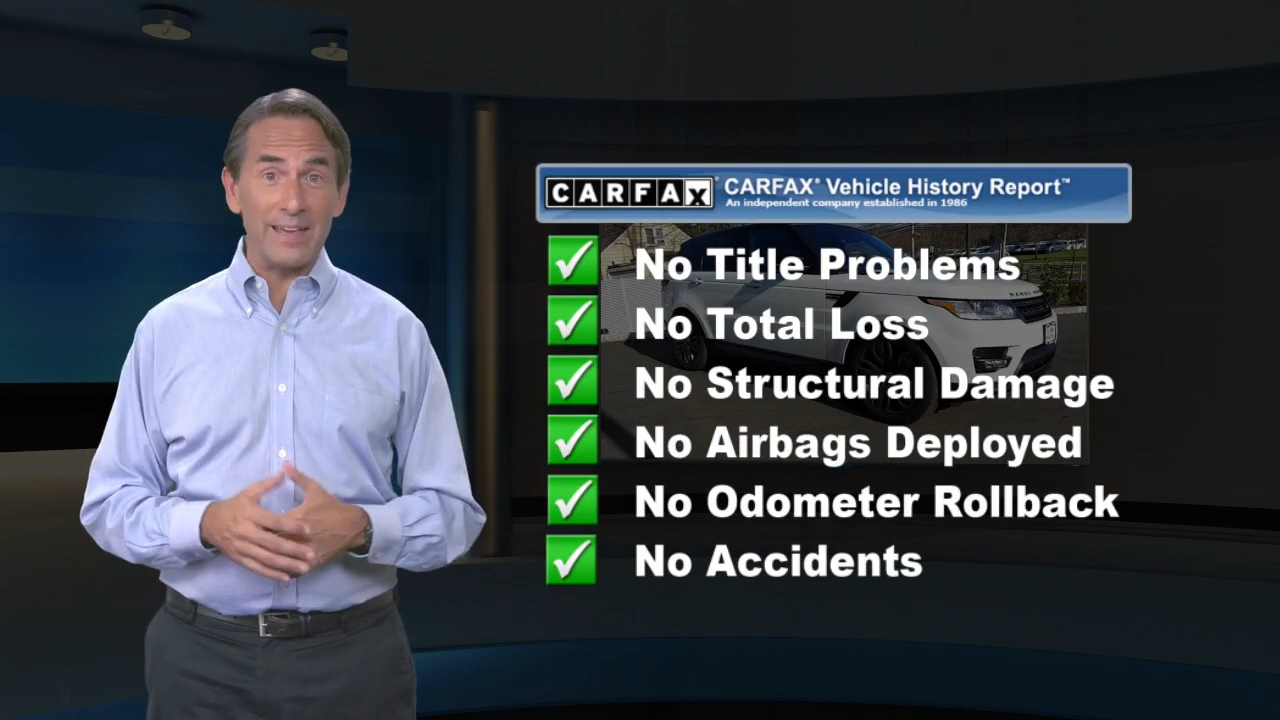 CARFAX® CARFAX® Vehicle History Report™
An independent company established in 1986
No Title Problems
No Total Loss
No Structural Damage
No Airbags Deployed
No Odometer Rollback
No Accidents